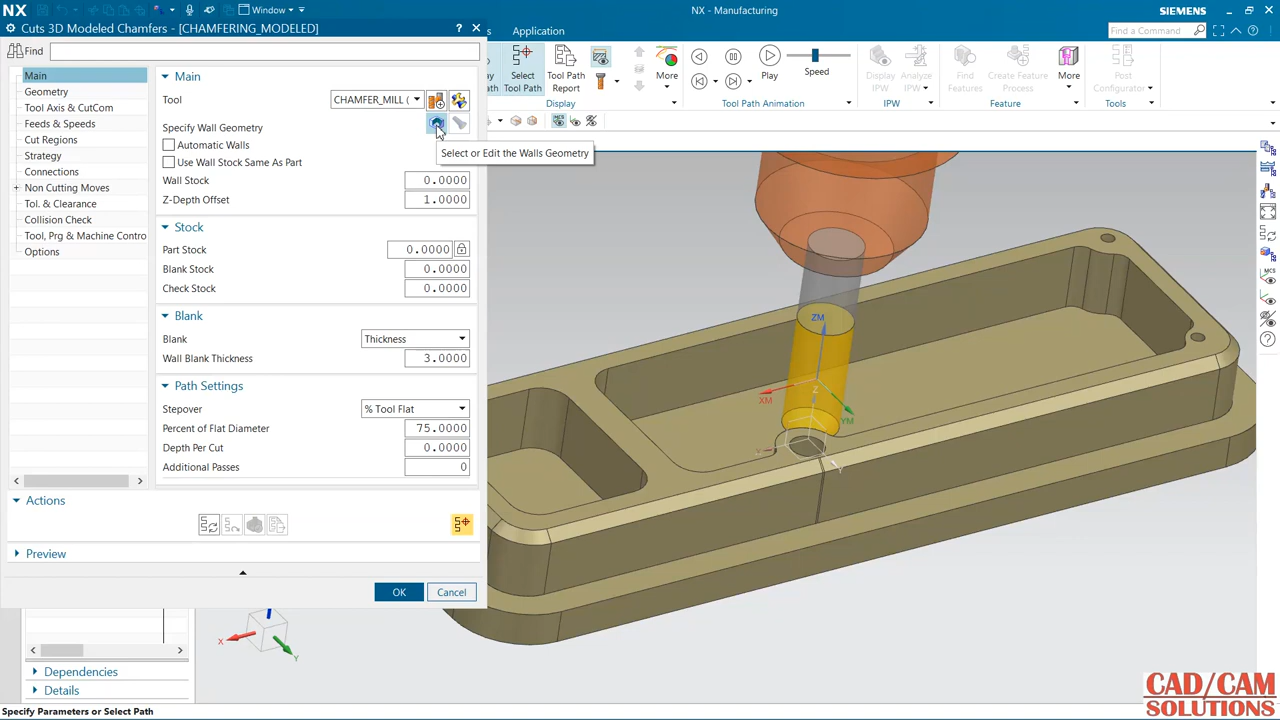 NX
Window
NX - Manufacturing
SIEMENS
Cuts 3D Modeled Chamfers - [CHAMFERING_MODELED]
?
Application
Find a Command
Find
Select
Tool Path
Tool Path
Report
More
Play
Speed
Display
IPW
Analyze
IPW
Find
Features
Create Feature
Process
More
Post
Configurator
Display
Tool Path Animation
IPW
Feature
Main
Geometry
Tool Axis & CutCom
Feeds & Speeds
Cut Regions
Strategy
Connections
Non Cutting Moves
Tol. & Clearance
Collision Check
Tool, Prg & Machine Contro
Options
Main
Tool
CHAMFER_MILL (
Specify Wall Geometry
Automatic Walls
Use Wall Stock Same As Part
Wall Stock
0.0000
Z-Depth Offset
1.0000
Stock
Part Stock
0.0000
Blank Stock
0.0000
Check Stock
0.0000
Blank
Blank
Thickness
Wall Blank Thickness
3.0000
Path Settings
Stepover
% Tool Flat
Percent of Flat Diameter
75.0000
Depth Per Cut
0.0000
Additional Passes
0
Select or Edit the Walls Geometry
Actions
Preview
OK
Cancel
ZM
Z
XM
YM
MCS
X
Y
Dependencies
Details
Specify Parameters or Select Path
CAD/CAM
SOLUTIONS